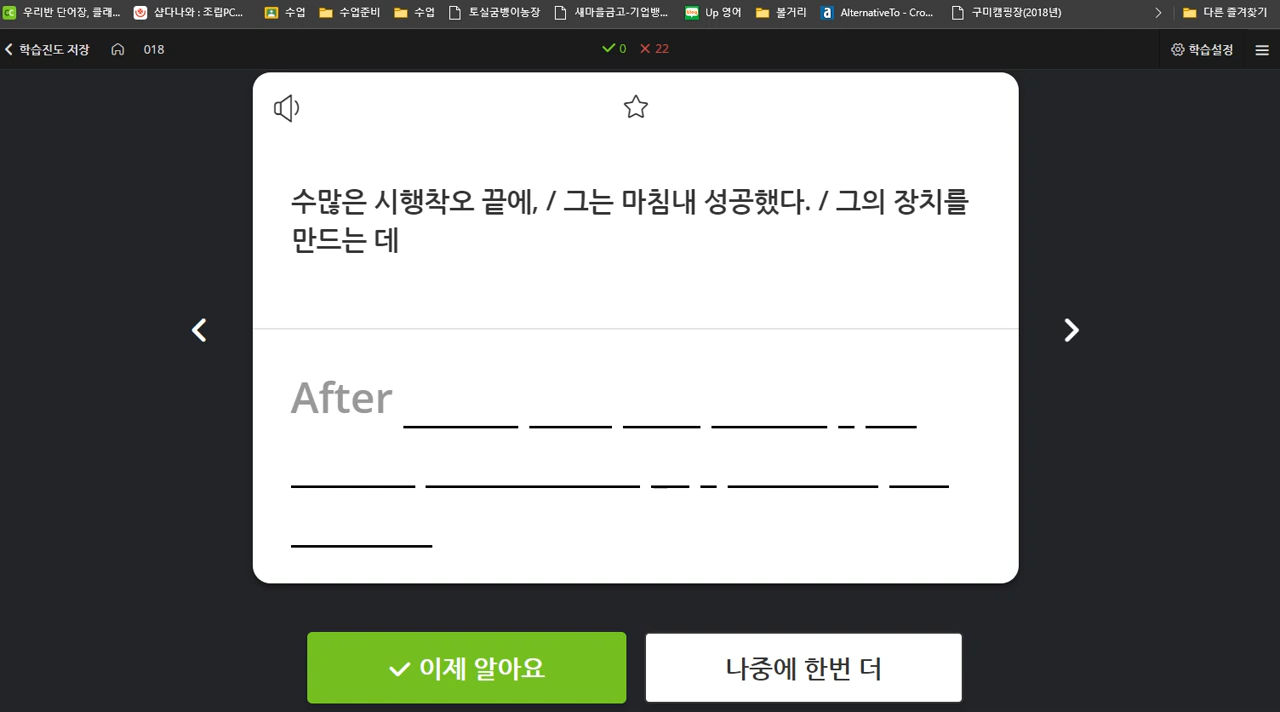 우리반 단어장, 클래... 샵다나와 : 조립PC... 수업 수업준비 수업 토실굼벵이농장 새마을금고-기업뱅... Up 영어 볼거리 AlternativeTo - Cro... 구미캠핑장(2018년) 다른 즐겨찾기
학습진도 저장 018 0 22 학습설정
수많은 시행착오 끝에, / 그는 마침내 성공했다. / 그의 장치를
만드는 데
After
이제 알아요 나중에 한번 더